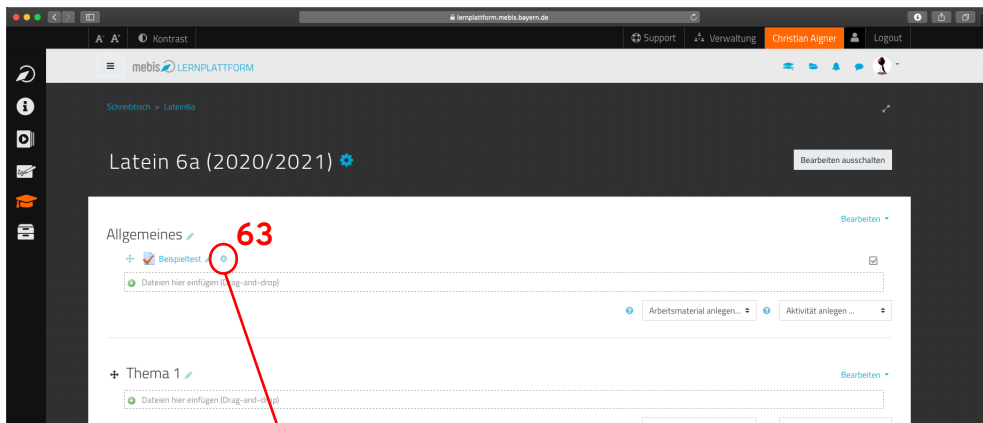 lernplattform.mebis.bayern.de
A- A+ Kontrast Support Verwaltung Christian Aigner Logout
mebis LERNPLATTFORM
Schreibtisch > Latein6a
Latein 6a (2020/2021)
Bearbeiten ausschalten
Bearbeiten
Allgemeines
63
Beispieltest
Dateien hier einfügen (Drag-and-drop)
Arbeitsmaterial anlegen... Aktivität anlegen ...
Thema 1
Bearbeiten
Dateien hier einfügen (Drag-and-drop)